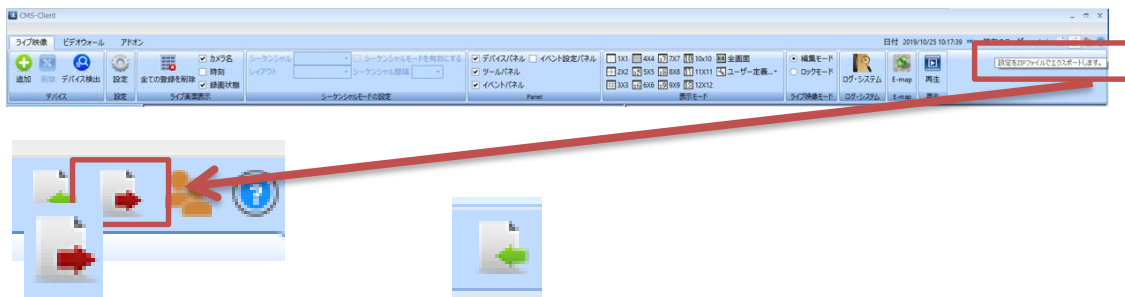 CMS-Client
ライブ映像 ビデオウォール アドオン 日付 2019/10/25 10:17:39
追加 削除 デバイス検出 設定 全ての登録を削除
カメラ名
時刻
録画状態
シーケンシャル シーケンシャルモードを有効にする
レイアウト シーケンシャル間隔
デバイスパネル イベント設定パネル
ツールパネル
イベントパネル
1X1 4X4 7X7 10x10 全画面
2X2 5X5 8X8 11X11 ユーザー定義...
3X3 6X6 9X9 12X12
編集モード
ロックモード
ログ・システム E-map 再生
設定をZIPファイルでエクスポートします。
デバイス 設定 ライブ画面表示 シーケンシャルモードの設定 Panel 表示モード ライブ映像モード ログ・システム E-map 再生